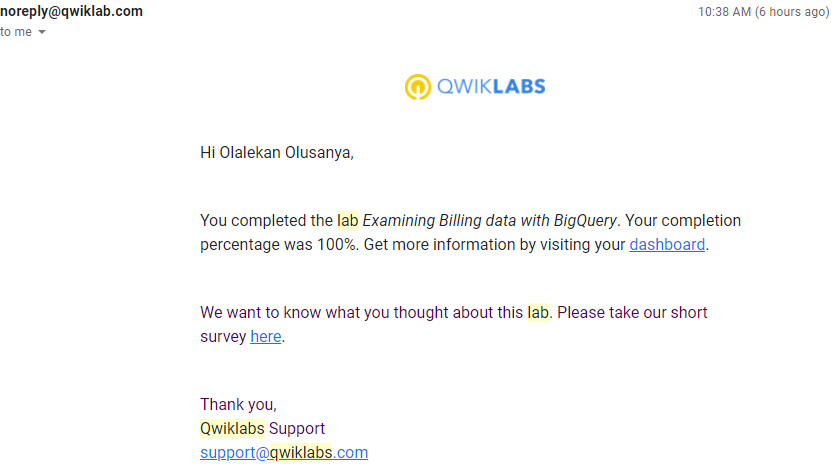 noreply@qwiklab.com
10:38 AM (6 hours ago)
to me
QWIKLABS
Hi Olalekan Olusanya,
You completed the lab Examining Billing data with BigQuery. Your completion
percentage was 100%. Get more information by visiting your dashboard.
We want to know what you thought about this lab. Please take our short
survey here.
Thank you,
Qwiklabs Support
support@qwiklabs.com